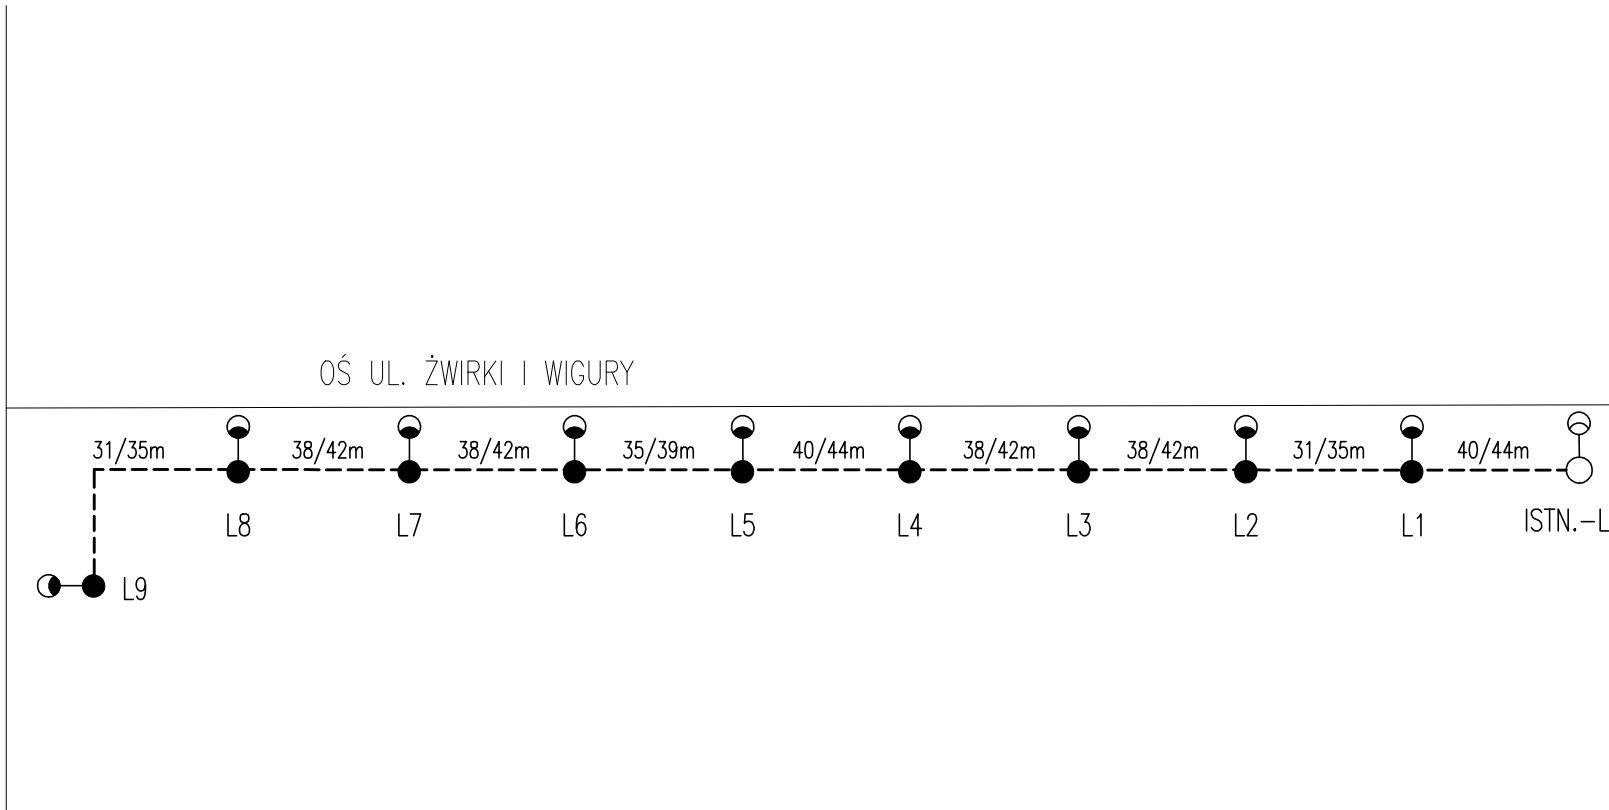 OŚ UL. ŻWIRKI I WIGURY
31/35m 38/42m 38/42m 35/39m 40/44m 38/42m 38/42m 31/35m 40/44m
L8 L7 L6 L5 L4 L3 L2 L1 ISTN.-L
L9